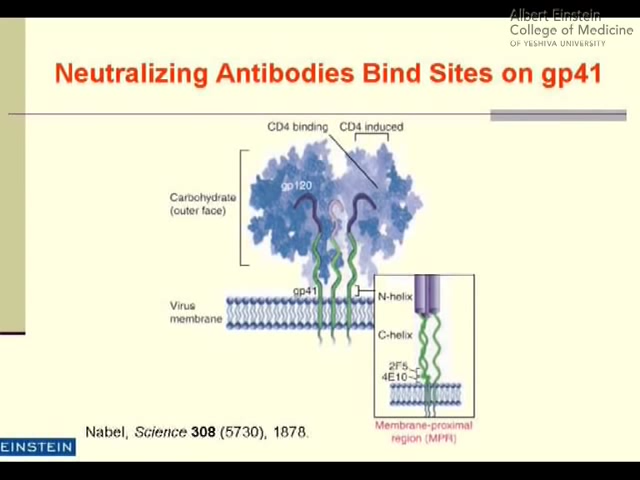 Albert Einstein
College of Medicine
OF YESHIVA UNIVERSITY
Neutralizing Antibodies Bind Sites on gp41
CD4 binding
CD4 induced
gp120
Carbohydrate
(outer face)
gp41
Virus
membrane
N-helix
C-helix
2F5
4E10
Membrane-proximal
region (MPR)
Nabel, Science 308 (5730), 1878.
EINSTEIN